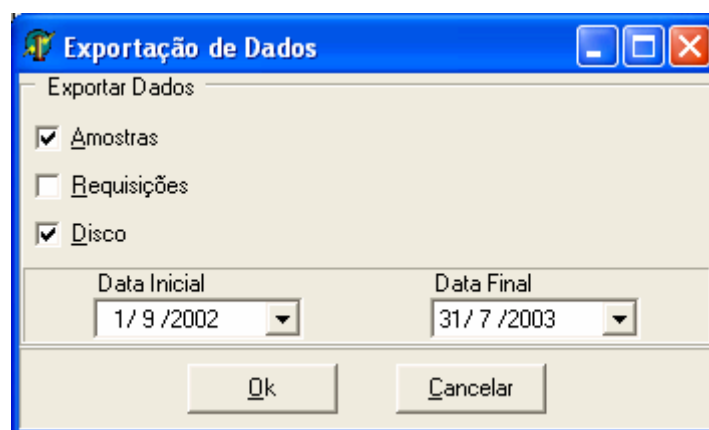 Exportação de Dados
Exportar Dados
Amostras
Requisições
Disco
Data Inicial Data Final
1/ 9 /2002 31/ 7 /2003
Ok Cancelar